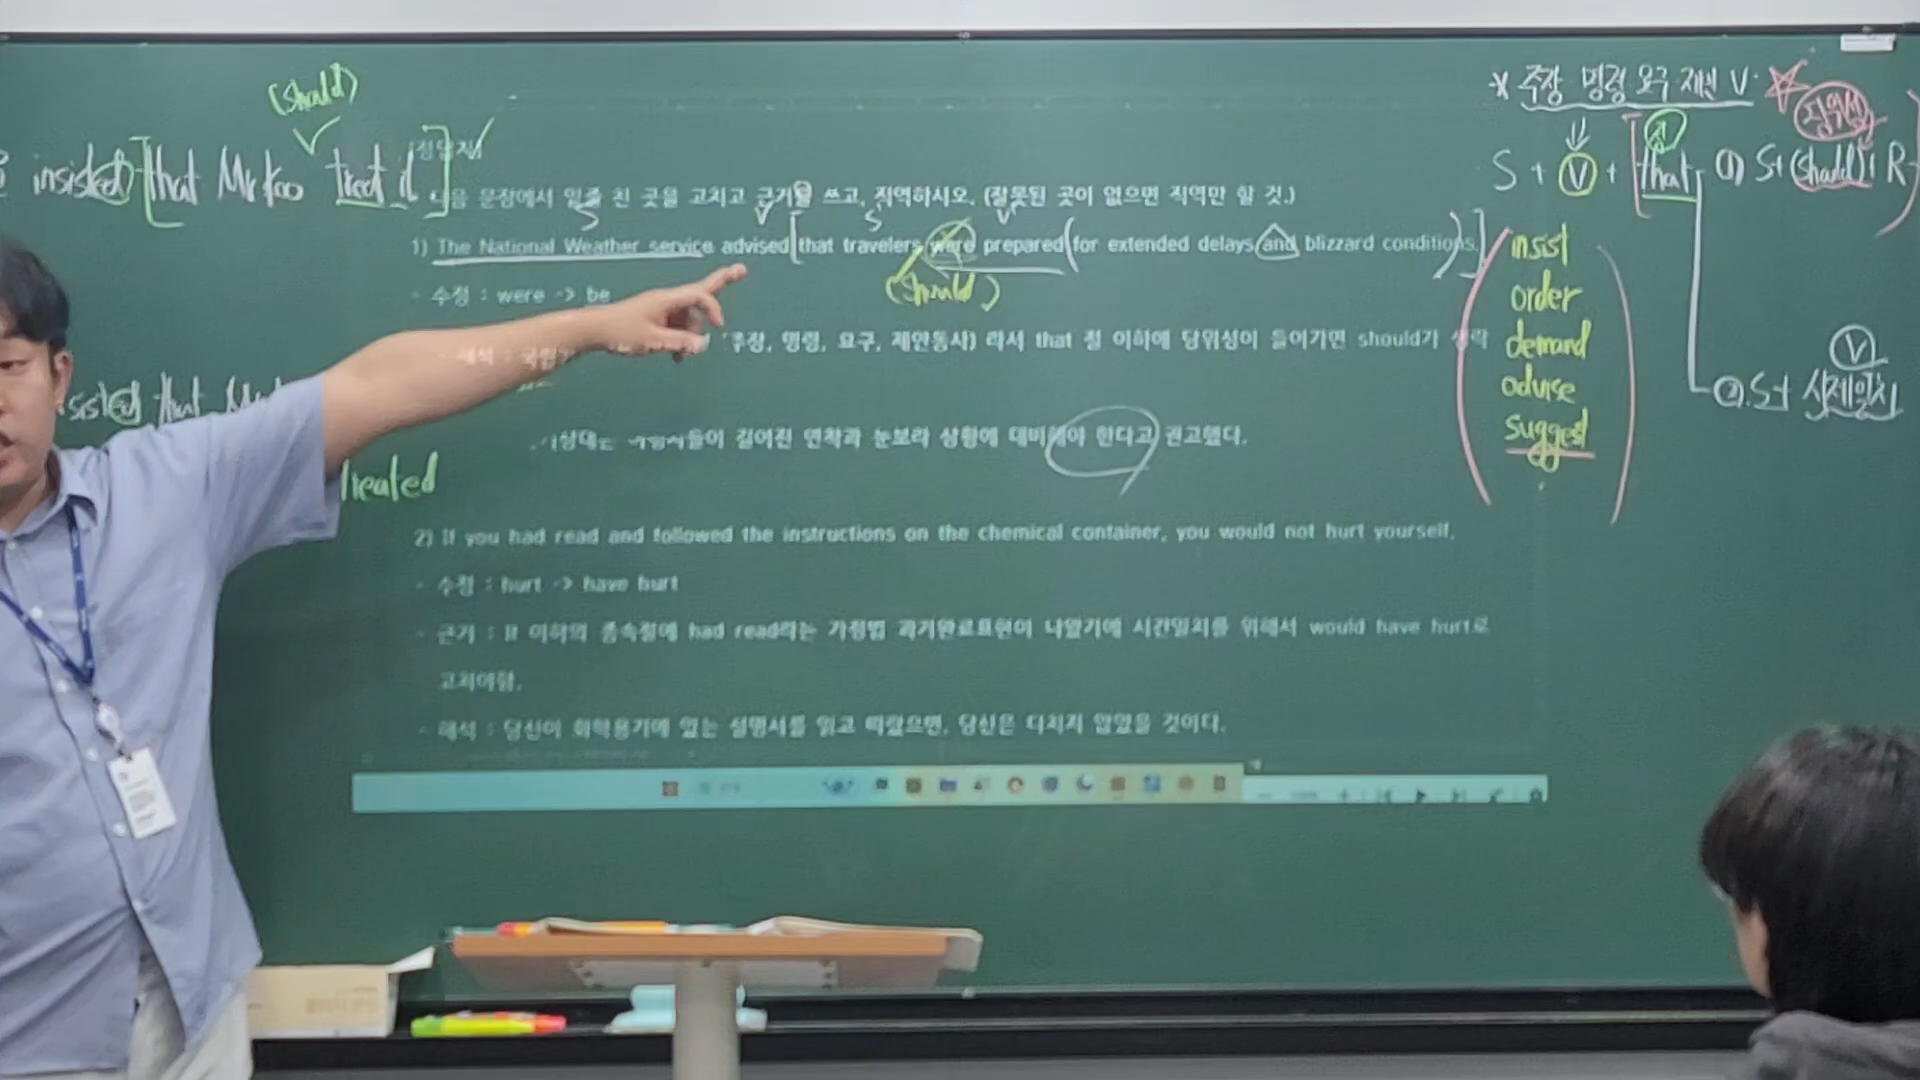 (should)
insisted [that Mr.Koo treat it]
isisted that
treated
[정답지]
다음 문장에서 밑줄 친 곳을 고치고 근거를 쓰고, 직역하시오. (잘못된 곳이 없으면 직역만 할 것.)
S V S V
1) The National Weather service advised [that travelers were prepared (for extended delays and blizzard conditions.)]
(should)
- 수정 : were -> be
(주장, 명령, 요구, 제안동사) 라서 that 절 이하에 당위성이 들어가면 should가 생략
- 해석 :
들이 길어진 연착과 눈보라 상황에 대비해야 한다고 권고했다.
2) If you had read and followed the instructions on the chemical container, you would not hurt yourself.
- 수정 : hurt -> have hurt
- 근거 : If 이하의 종속절에 had read라는 가정법 과거완료표현이 나왔기에 시간일치를 위해서 would have hurt로
고쳐야함.
- 해석 : 당신이 화학용기에 있는 설명서를 읽고 따랐으면, 당신은 다치지 않았을 것이다.
* 주장 명령 요구 제안 V
당위성
S + V + [that ① S+(should)+R
insist
order
demand
advise
suggest
V
②.S+ 시제일치